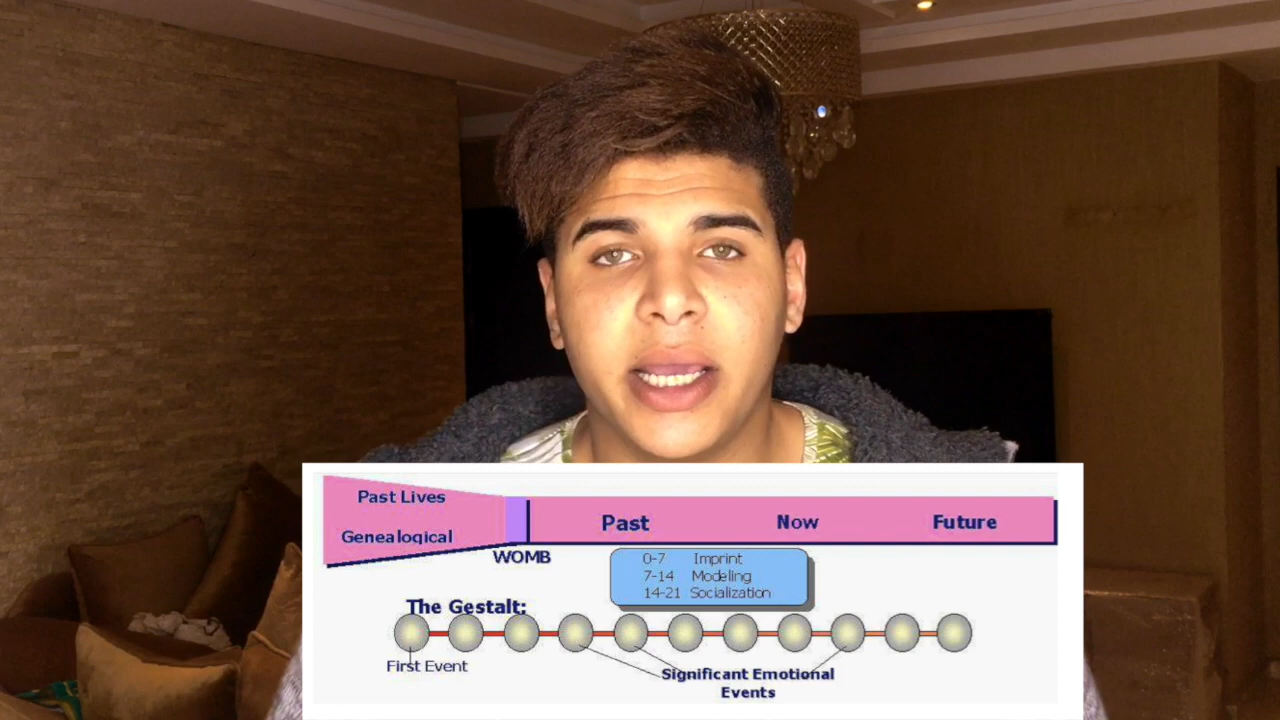 Past Lives
Genealogical
WOMB
Past Now Future
0-7 Imprint
7-14 Modeling
14-21 Socialization
The Gestalt:
First Event
Significant Emotional
Events